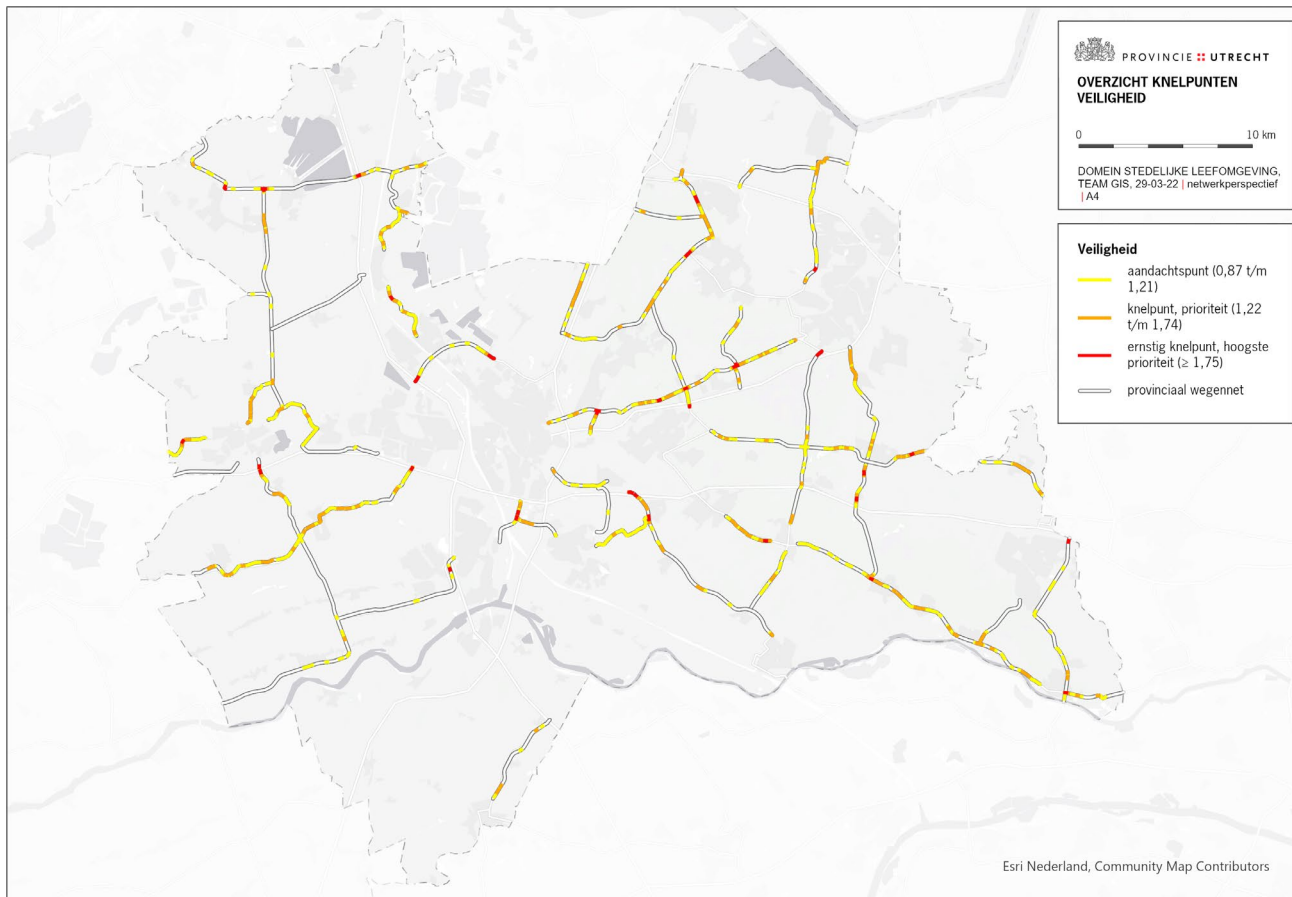 PROVINCIE UTRECHT
OVERZICHT KNELPUNTEN
VEILIGHEID
0 10 km
DOMEIN STEDELIJKE LEEFOMGEVING,
TEAM GIS, 29-03-22 | netwerkperspectief
| A4
Veiligheid
aandachtspunt (0,87 t/m
1,21)
knelpunt, prioriteit (1,22
t/m 1,74)
ernstig knelpunt, hoogste
prioriteit (≥ 1,75)
provinciaal wegennet
Esri Nederland, Community Map Contributors